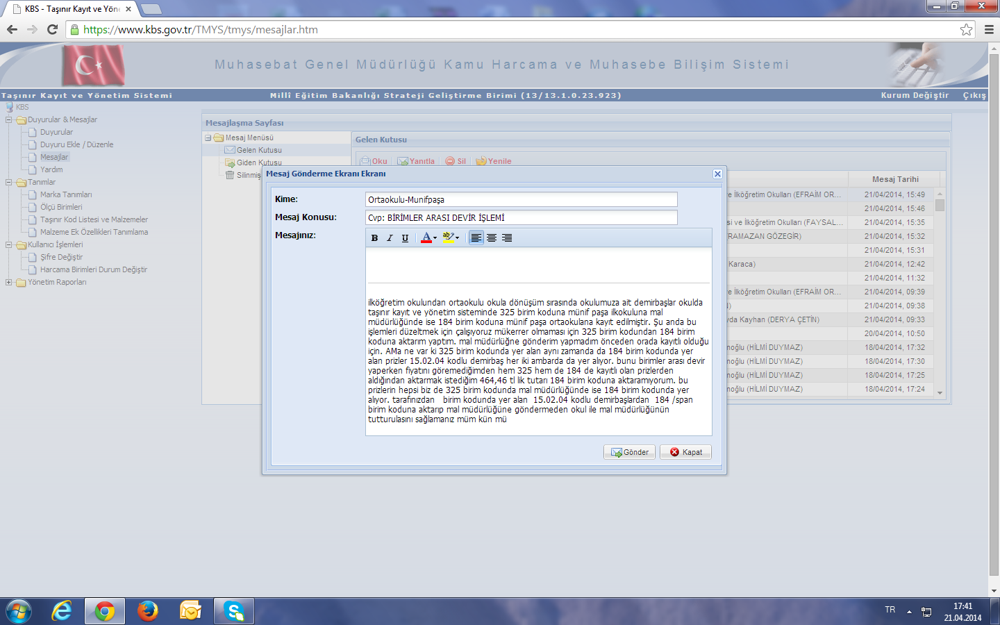 KBS - Taşınır Kayıt ve Yön
https://www.kbs.gov.tr/TMYS/tmys/mesajlar.htm
Muhasebat Genel Müdürlüğü Kamu Harcama ve Muhasebe Bilişim Sistemi
Taşınır Kayıt ve Yönetim Sistemi
Millî Eğitim Bakanlığı Strateji Geliştirme Birimi (13/13.1.0.23.923)
Kurum Değiştir
Çıkış
KBS
Duyurular & Mesajlar
Duyurular
Duyuru Ekle / Düzenle
Mesajlar
Yardım
Tanımlar
Marka Tanımları
Ölçü Birimleri
Taşınır Kod Listesi ve Malzemeler
Malzeme Ek Özellikleri Tanımlama
Kullanıcı İşlemleri
Şifre Değiştir
Harcama Birimleri Durum Değiştir
Yönetim Raporları
Mesajlaşma Sayfası
Mesaj Menüsü
Gelen Kutusu
Giden Kutusu
Silinmiş
Gelen Kutusu
Oku
Yanıtla
Sil
Yenile
Mesaj Gönderme Ekranı Ekranı
Kime:
Ortaokulu-Munifpaşa
Mesaj Konusu:
Cvp: BİRİMLER ARASI DEVİR İŞLEMİ
Mesajınız:
B I U A ab
ilköğretim okulundan ortaokulu okula dönüşüm sırasında okulumuza ait demirbaşlar okulda
taşınır kayıt ve yönetim sisteminde 325 birim koduna münif paşa ilkokuluna mal
müdürlüğünde ise 184 birim koduna münif paşa ortaokulana kayıt edilmiştir. Şu anda bu
işlemleri düzeltmek için çalışıyoruz mükerrer olmaması için 325 birim kodundan 184 birim
koduna aktarım yaptım. mal müdürlüğne gönderim yapmadım önceden orada kayıtlı olduğu
için. AMa ne var ki 325 birim kodunda yer alan aynı zamanda da 184 birim kodunda yer
alan prizler 15.02.04 kodlu demirbaş her iki ambarda da yer alıyor. bunu birimler arası devir
yaparken fiyatını göremediğimden hem 325 hem de 184 de kayıtlı olan prizlerden
aldığından aktarmak istediğim 464,46 tl lik tutarı 184 birim koduna aktaramıyorum. bu
prizlerin hepsi biz de 325 birim kodunda mal müdürlüğünde ise 184 birim kodunda yer
alıyor. tarafınızdan birim kodunda yer alan 15.02.04 kodlu demirbaşlardan 184 /span
birim koduna aktarıp mal müdürlüğüne göndermeden okul ile mal müdürlüğünün
tutturulasını sağlamanız müm kün mü
Gönder
Kapat
Mesaj Tarihi
e İlköğretim Okulları (EFRAİM OR... 21/04/2014, 15:49
21/04/2014, 15:46
si ve İlköğretim Okulları (FAYSAL... 21/04/2014, 15:35
RAMAZAN GÖZEGİR) 21/04/2014, 15:32
21/04/2014, 15:31
Karaca) 21/04/2014, 12:42
21/04/2014, 11:32
e İlköğretim Okulları (EFRAİM OR... 21/04/2014, 09:39
N) 21/04/2014, 09:38
yda Kayhan (DERYA ÇETİN) 21/04/2014, 09:33
20/04/2014, 10:50
noğlu (HİLMİ DUYMAZ) 18/04/2014, 17:32
noğlu (HİLMİ DUYMAZ) 18/04/2014, 17:30
noğlu (HİLMİ DUYMAZ) 18/04/2014, 17:25
noğlu (HİLMİ DUYMAZ) 18/04/2014, 17:24
TR
17:41
21.04.2014